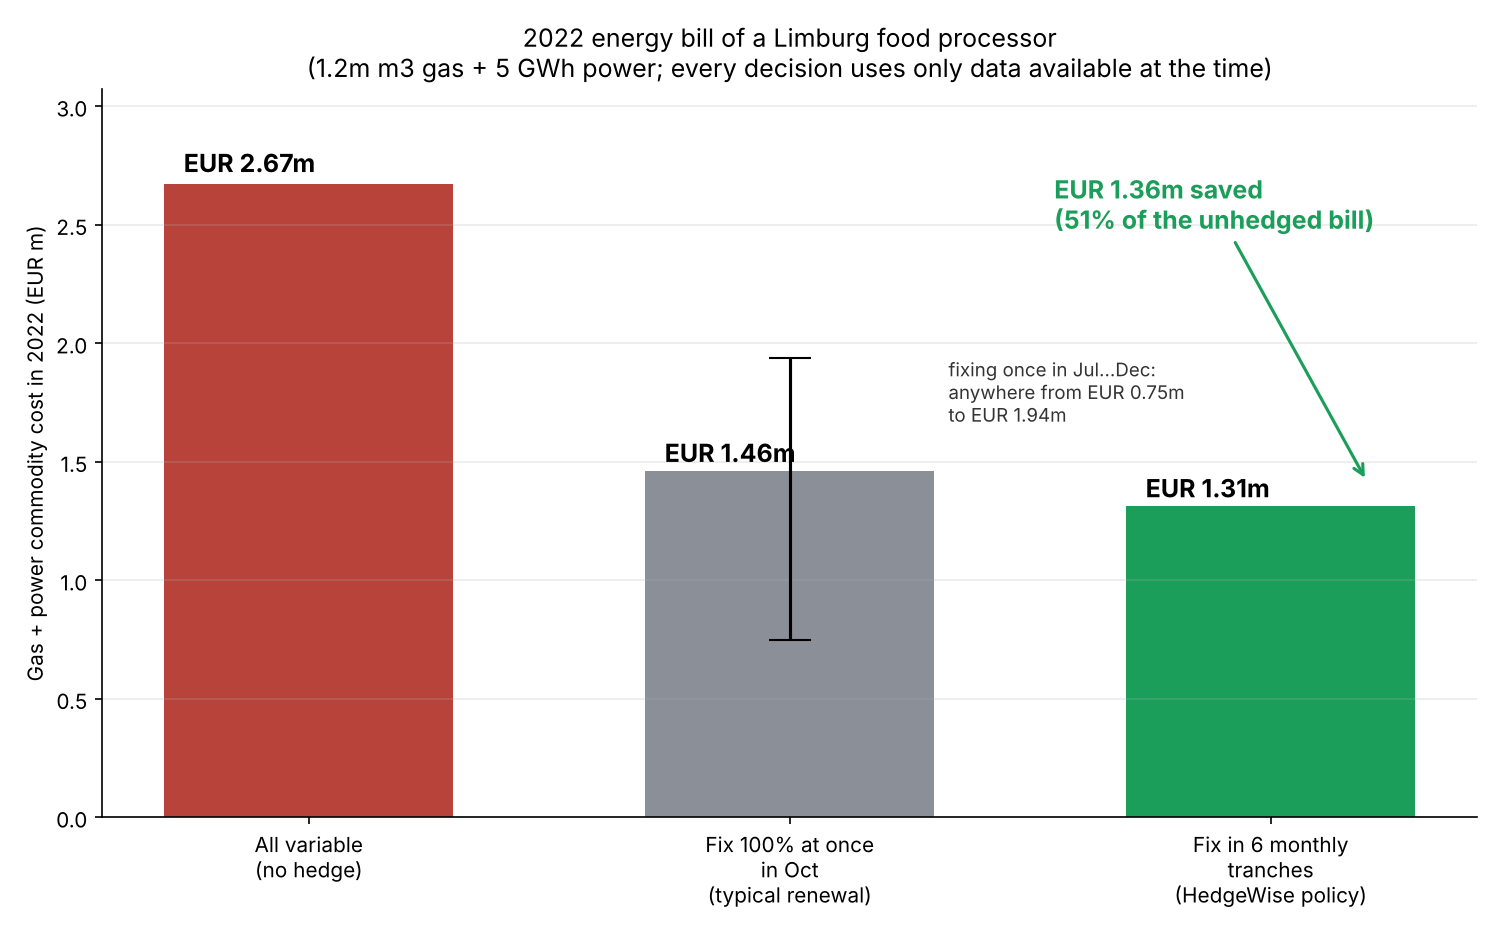 2022 energy bill of a Limburg food processor
(1.2m m3 gas + 5 GWh power; every decision uses only data available at the time)
Gas + power commodity cost in 2022 (EUR m)
3.0
2.5
2.0
1.5
1.0
0.5
0.0
EUR 2.67m
EUR 1.46m
EUR 1.31m
EUR 1.36m saved
(51% of the unhedged bill)
fixing once in Jul...Dec:
anywhere from EUR 0.75m
to EUR 1.94m
All variable
(no hedge)
Fix 100% at once
in Oct
(typical renewal)
Fix in 6 monthly
tranches
(HedgeWise policy)